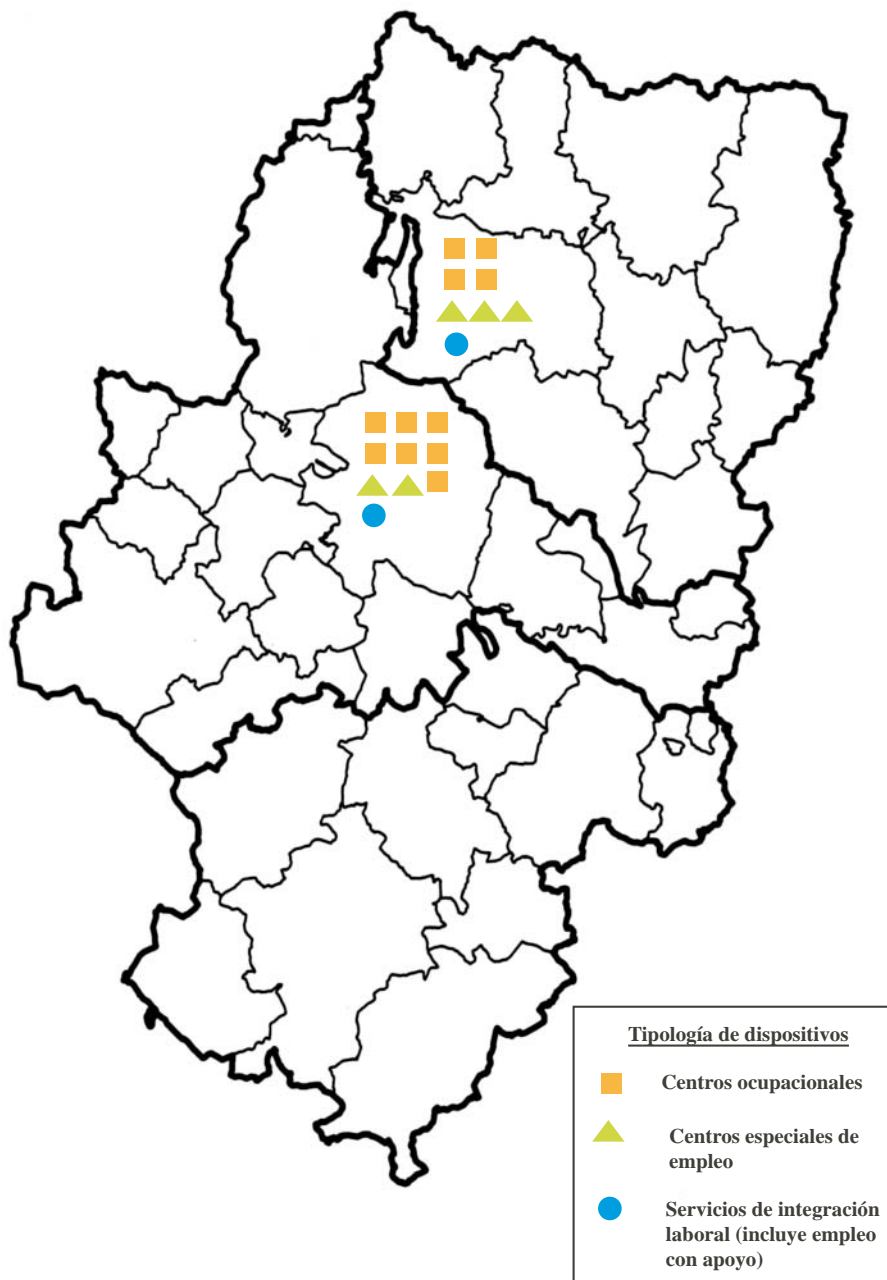 Tipología de dispositivos
Centros ocupacionales
Centros especiales de
empleo
Servicios de integración
laboral (incluye empleo
con apoyo)